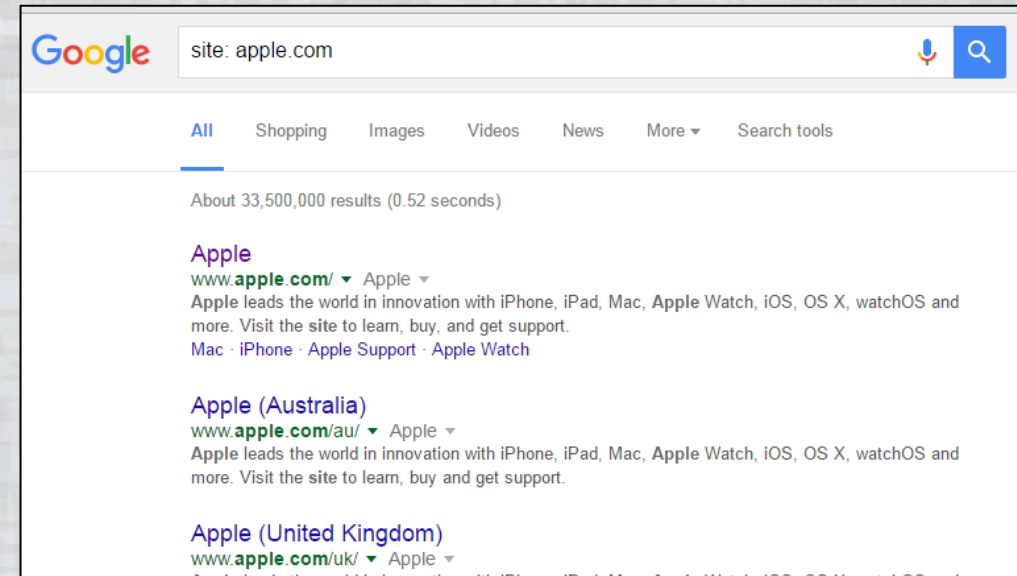 Google
site: apple.com
All Shopping Images Videos News More Search tools
About 33,500,000 results (0.52 seconds)
Apple
www.apple.com/ Apple
Apple leads the world in innovation with iPhone, iPad, Mac, Apple Watch, iOS, OS X, watchOS and
more. Visit the site to learn, buy, and get support.
Mac · iPhone · Apple Support · Apple Watch
Apple (Australia)
www.apple.com/au/ Apple
Apple leads the world in innovation with iPhone, iPad, Mac, Apple Watch, iOS, OS X, watchOS and
more. Visit the site to learn, buy and get support.
Apple (United Kingdom)
www.apple.com/uk/ Apple